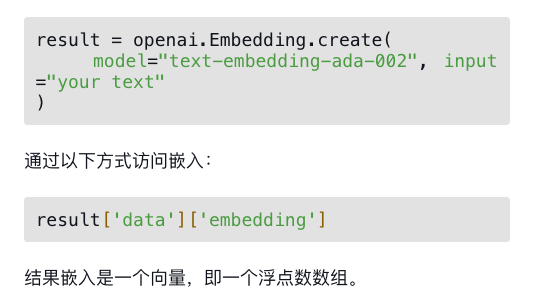 result = openai.Embedding.create(
     model="text-embedding-ada-002", input
="your text"
)
通过以下方式访问嵌入：
result['data']['embedding']
结果嵌入是一个向量，即一个浮点数数组。